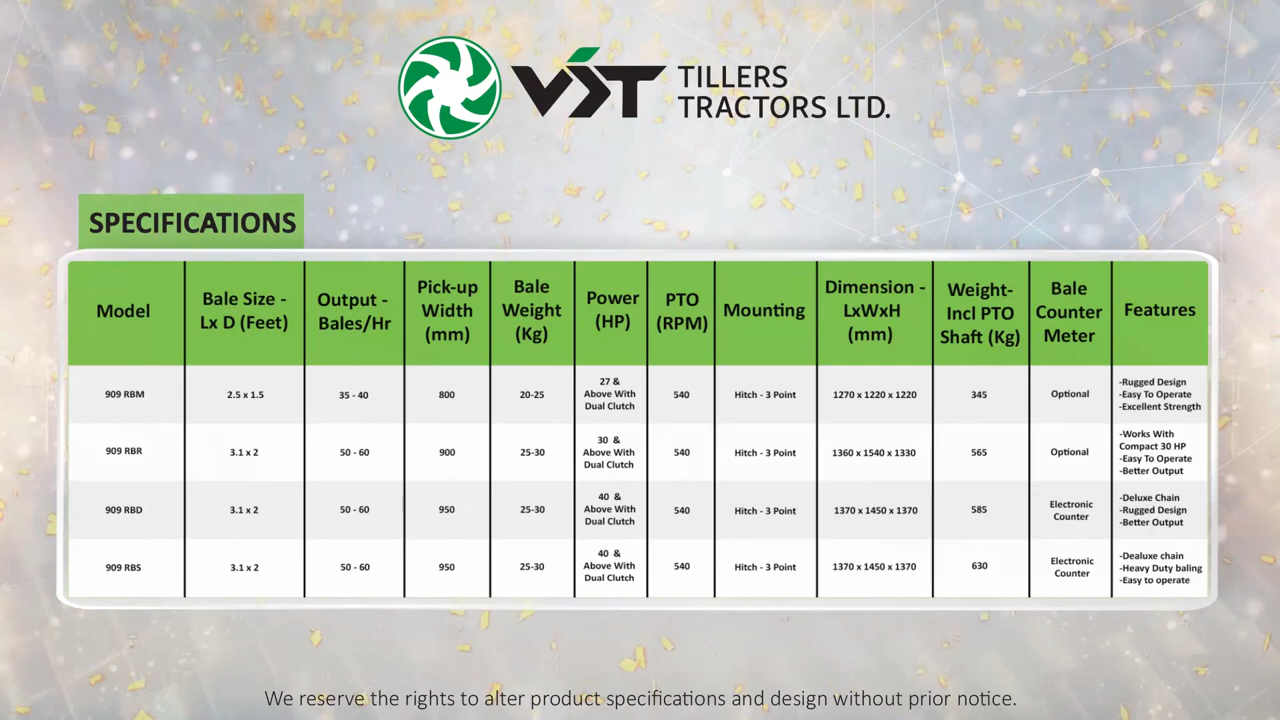 VST TILLERS
TRACTORS LTD.
SPECIFICATIONS
Model
Bale Size -
Lx D (Feet)
Output -
Bales/Hr
Pick-up
Width
(mm)
Bale
Weight
(Kg)
Power
(HP)
PTO
(RPM)
Mounting
Dimension -
LxWxH
(mm)
Weight-
Incl PTO
Shaft (Kg)
Bale
Counter
Meter
Features
909 RBM
2.5 x 1.5
35 - 40
800
20-25
27 &
Above With
Dual Clutch
540
Hitch - 3 Point
1270 x 1220 x 1220
345
Optional
-Rugged Design
-Easy To Operate
-Excellent Strength
909 RBR
3.1 x 2
50 - 60
900
25-30
30 &
Above With
Dual Clutch
540
Hitch - 3 Point
1360 x 1540 x 1330
565
Optional
-Works With
Compact 30 HP
-Easy To Operate
-Better Output
909 RBD
3.1 x 2
50 - 60
950
25-30
40 &
Above With
Dual Clutch
540
Hitch - 3 Point
1370 x 1450 x 1370
585
Electronic
Counter
-Deluxe Chain
-Rugged Design
-Better Output
909 RBS
3.1 x 2
50 - 60
950
25-30
40 &
Above With
Dual Clutch
540
Hitch - 3 Point
1370 x 1450 x 1370
630
Electronic
Counter
-Dealuxe chain
-Heavy Duty baling
-Easy to operate
We reserve the rights to alter product specifications and design without prior notice.